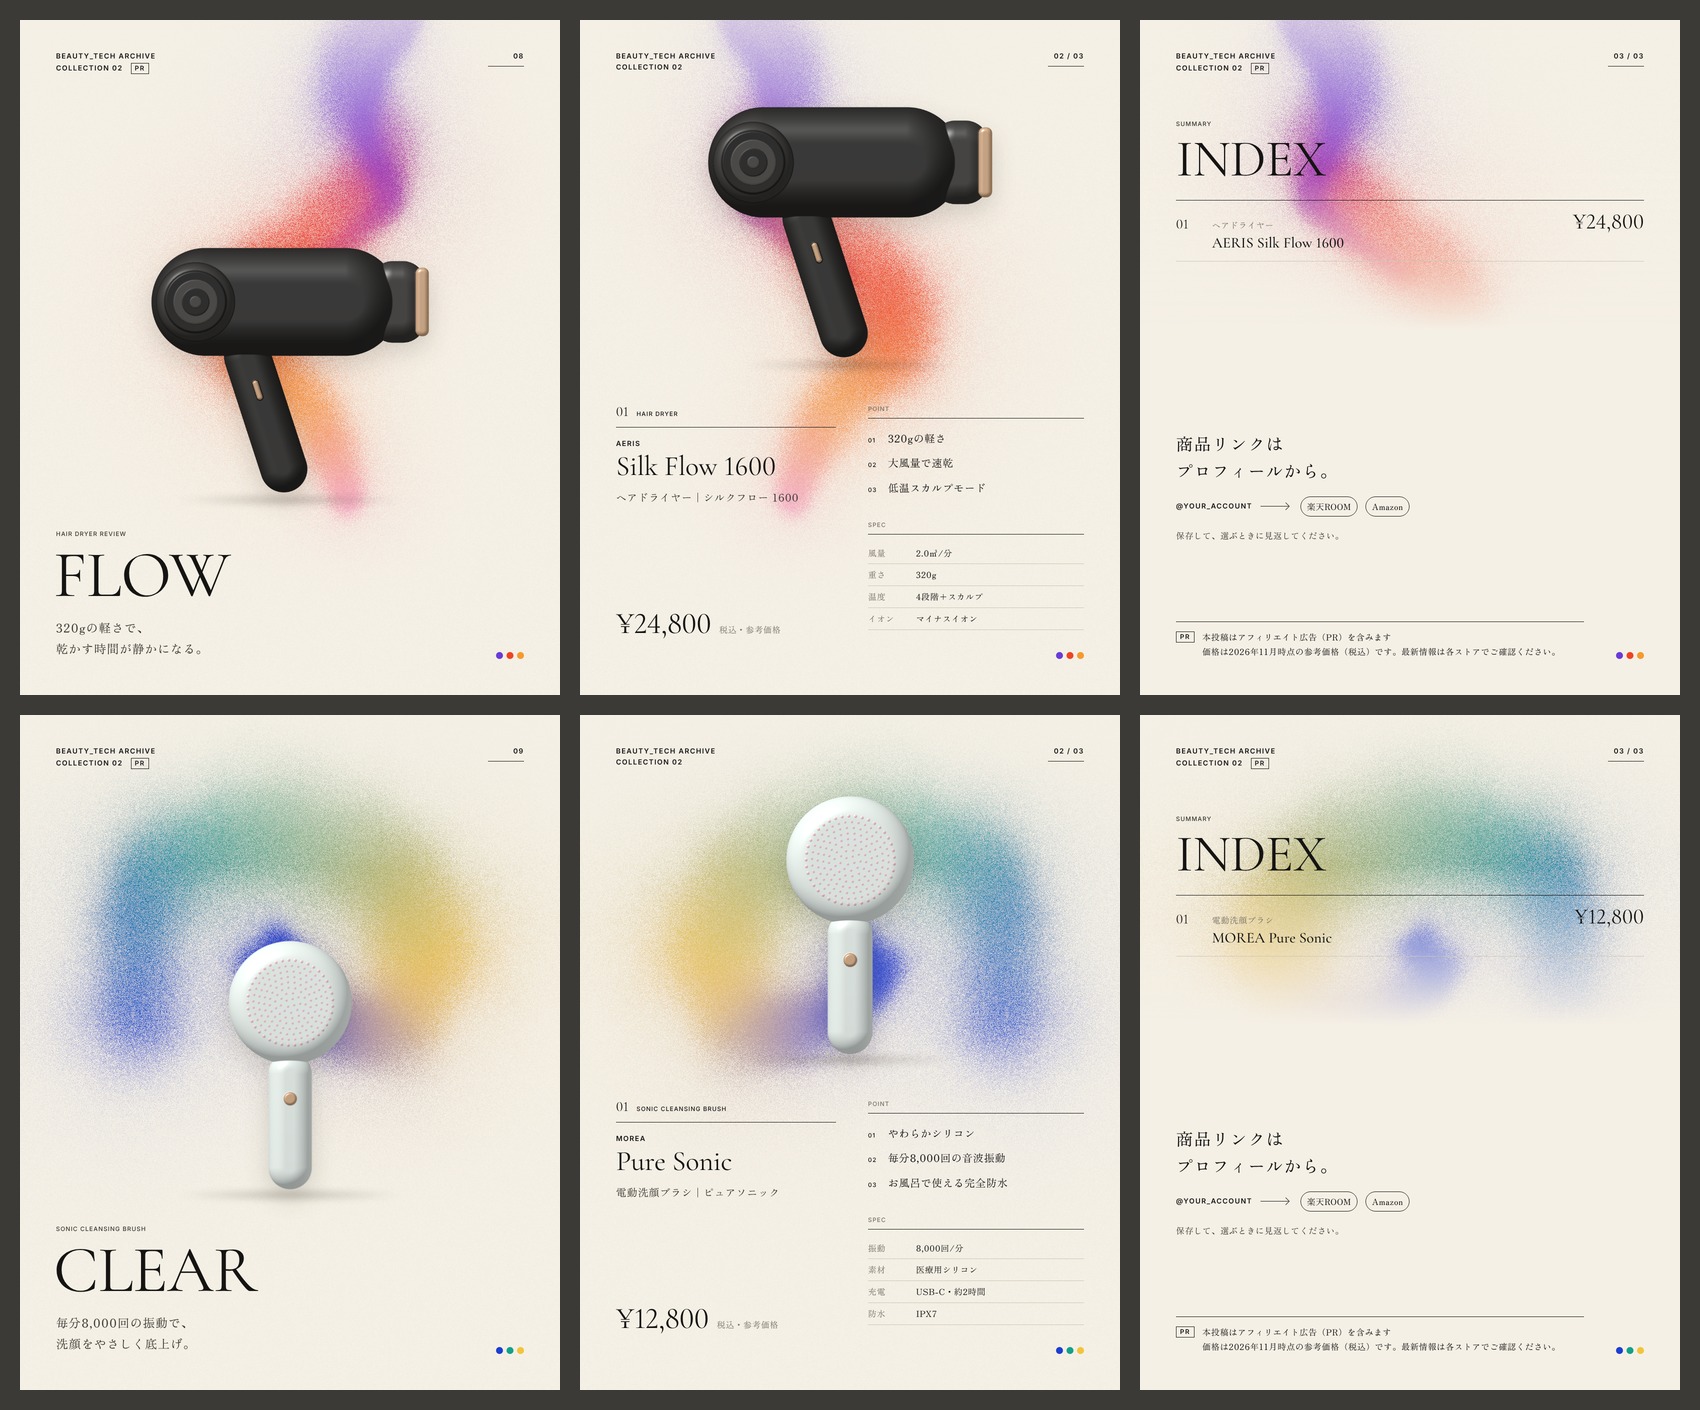 BEAUTY_TECH ARCHIVE
COLLECTION 02 PR
08
HAIR DRYER REVIEW
FLOW
320gの軽さで、
乾かす時間が静かになる。
BEAUTY_TECH ARCHIVE
COLLECTION 02
02 / 03
01 HAIR DRYER
AERIS
Silk Flow 1600
ヘアドライヤー｜シルクフロー 1600
¥24,800 税込・参考価格
POINT
01 320gの軽さ
02 大風量で速乾
03 低温スカルプモード
SPEC
風量 2.0㎥/分
重さ 320g
温度 4段階＋スカルプ
イオン マイナスイオン
BEAUTY_TECH ARCHIVE
COLLECTION 02 PR
03 / 03
SUMMARY
INDEX
01 ヘアドライヤー
AERIS Silk Flow 1600
¥24,800
商品リンクは
プロフィールから。
@YOUR_ACCOUNT 楽天ROOM Amazon
保存して、選ぶときに見返してください。
PR 本投稿はアフィリエイト広告（PR）を含みます
価格は2026年11月時点の参考価格（税込）です。最新情報は各ストアでご確認ください。
BEAUTY_TECH ARCHIVE
COLLECTION 02 PR
09
SONIC CLEANSING BRUSH
CLEAR
毎分8,000回の振動で、
洗顔をやさしく底上げ。
BEAUTY_TECH ARCHIVE
COLLECTION 02
02 / 03
01 SONIC CLEANSING BRUSH
MOREA
Pure Sonic
電動洗顔ブラシ｜ピュアソニック
¥12,800 税込・参考価格
POINT
01 やわらかシリコン
02 毎分8,000回の音波振動
03 お風呂で使える完全防水
SPEC
振動 8,000回/分
素材 医療用シリコン
充電 USB-C・約2時間
防水 IPX7
BEAUTY_TECH ARCHIVE
COLLECTION 02 PR
03 / 03
SUMMARY
INDEX
01 電動洗顔ブラシ
MOREA Pure Sonic
¥12,800
商品リンクは
プロフィールから。
@YOUR_ACCOUNT 楽天ROOM Amazon
保存して、選ぶときに見返してください。
PR 本投稿はアフィリエイト広告（PR）を含みます
価格は2026年11月時点の参考価格（税込）です。最新情報は各ストアでご確認ください。